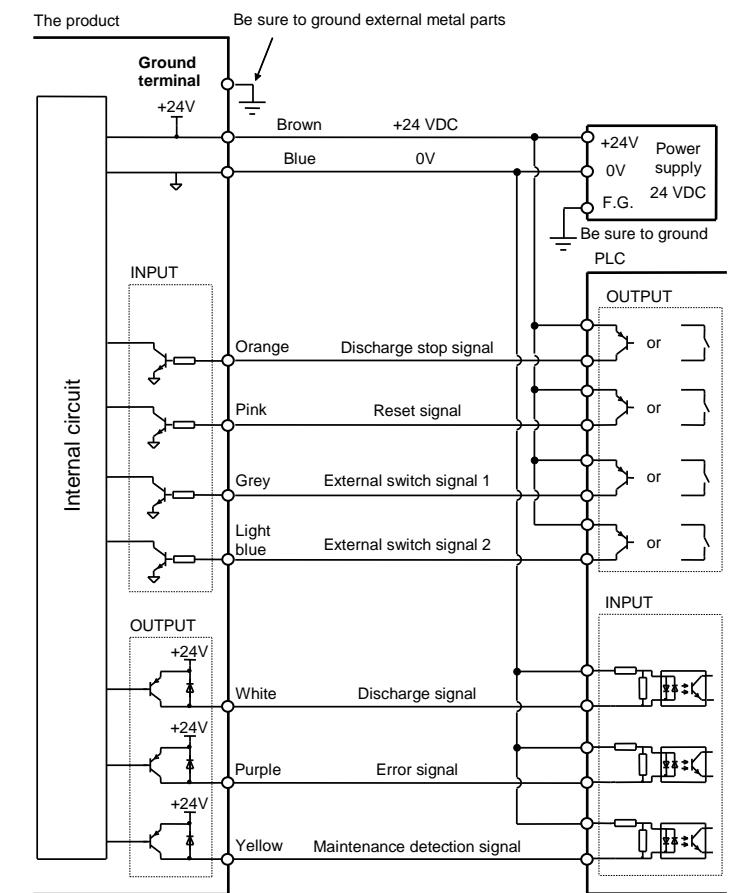 The product
Be sure to ground external metal parts
Ground
terminal
+24V
Brown +24 VDC
Blue 0V
+24V
0V
F.G.
Power
supply
24 VDC
Be sure to ground
PLC
INPUT
OUTPUT
Internal circuit
Orange Discharge stop signal or
Pink Reset signal or
Grey External switch signal 1 or
Light
blue External switch signal 2 or
OUTPUT
INPUT
+24V
White Discharge signal
+24V
Purple Error signal
+24V
Yellow Maintenance detection signal